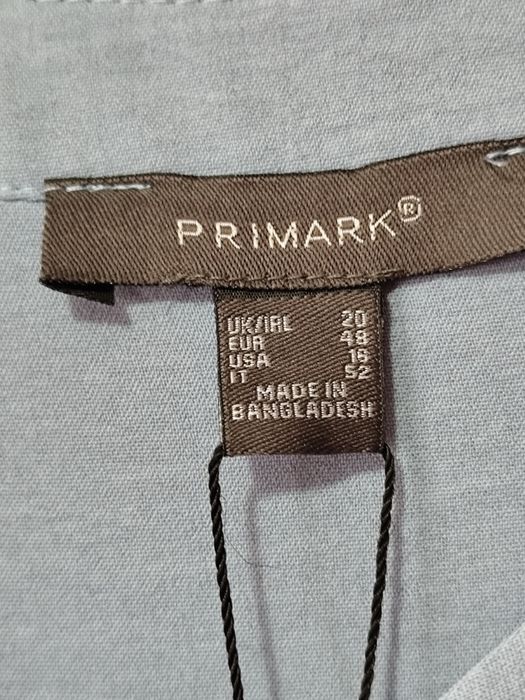 PRIMARK®
UK/IRL 20
EUR 48
USA 16
IT 52
MADE IN
BANGLADESH